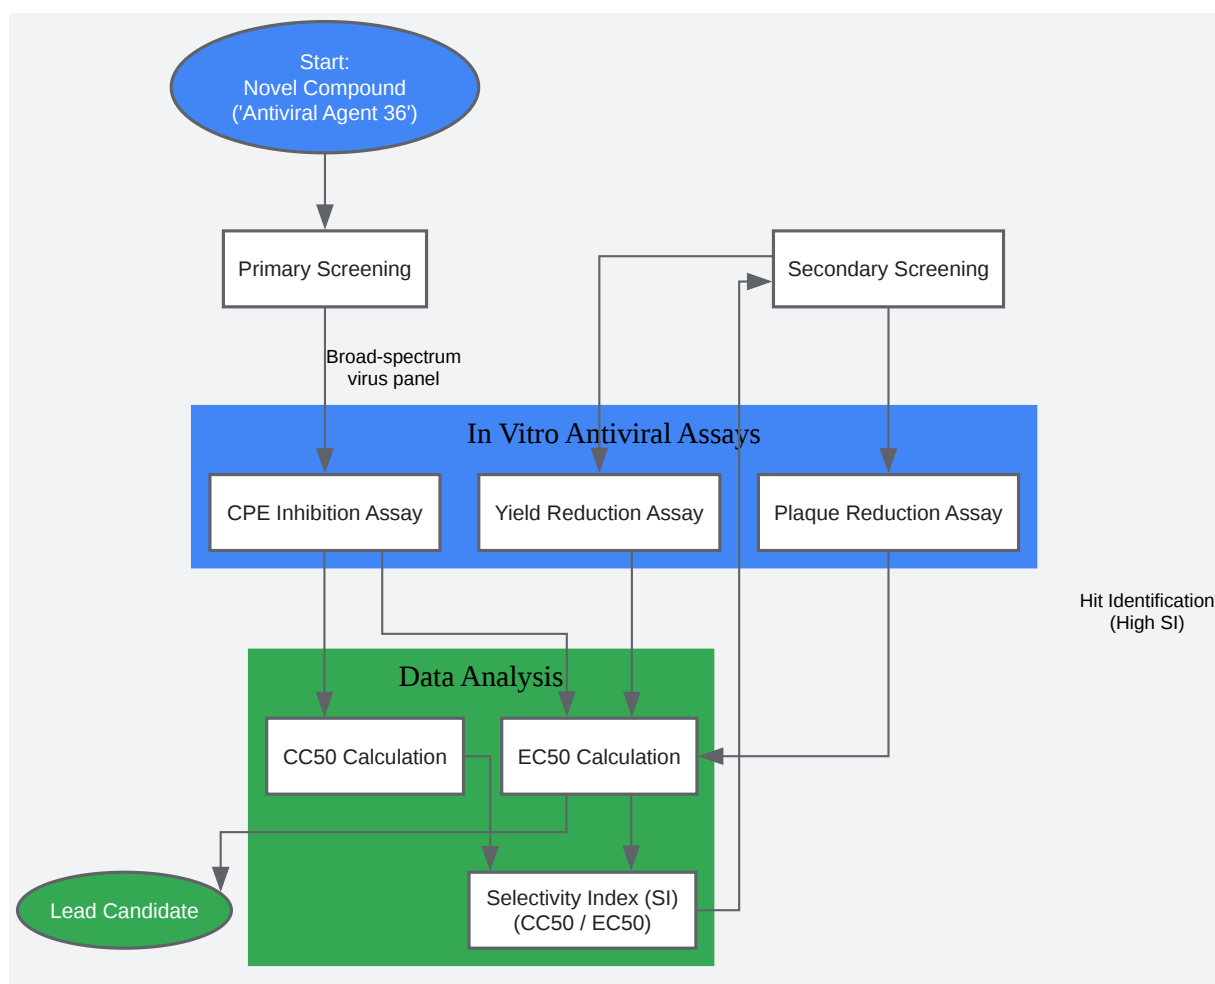 Start:
Novel Compound
('Antiviral Agent 36')
Primary Screening
Secondary Screening
Broad-spectrum
virus panel
In Vitro Antiviral Assays
CPE Inhibition Assay
Yield Reduction Assay
Plaque Reduction Assay
Hit Identification
(High SI)
Data Analysis
CC50 Calculation
EC50 Calculation
Selectivity Index (SI)
(CC50 / EC50)
Lead Candidate